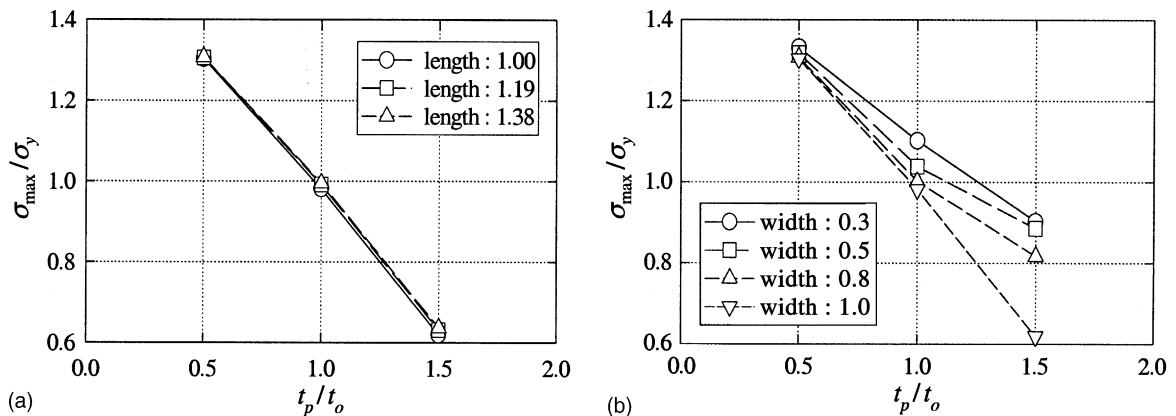 1.4
1.2
1.0
0.8
0.6
σmax/σy
length : 1.00
length : 1.19
length : 1.38
0.0 0.5 1.0 1.5 2.0
tp/to
(a)
1.4
1.2
1.0
0.8
0.6
σmax/σy
width : 0.3
width : 0.5
width : 0.8
width : 1.0
0.0 0.5 1.0 1.5 2.0
tp/to
(b)